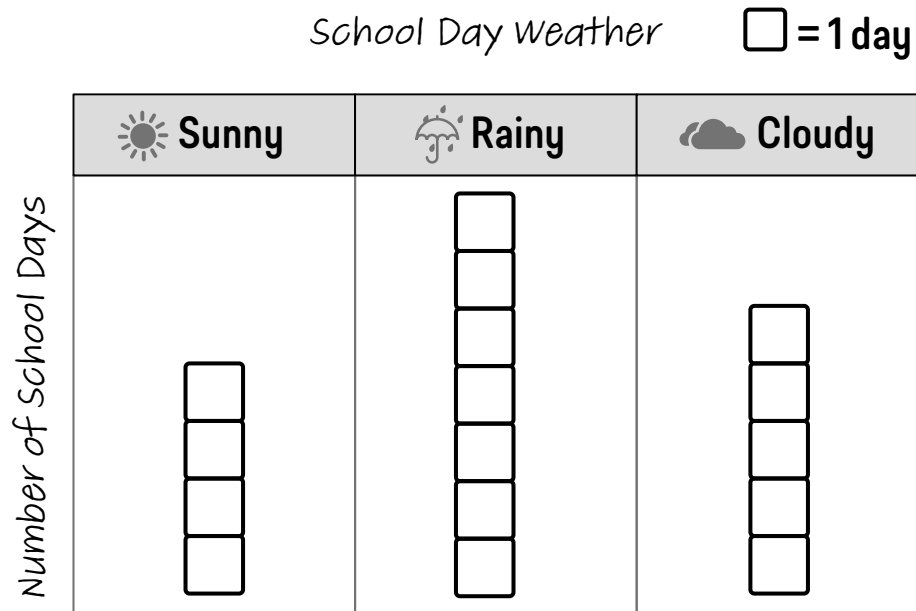 School Day Weather
= 1 day
Sunny
Rainy
Cloudy
Number of School Days